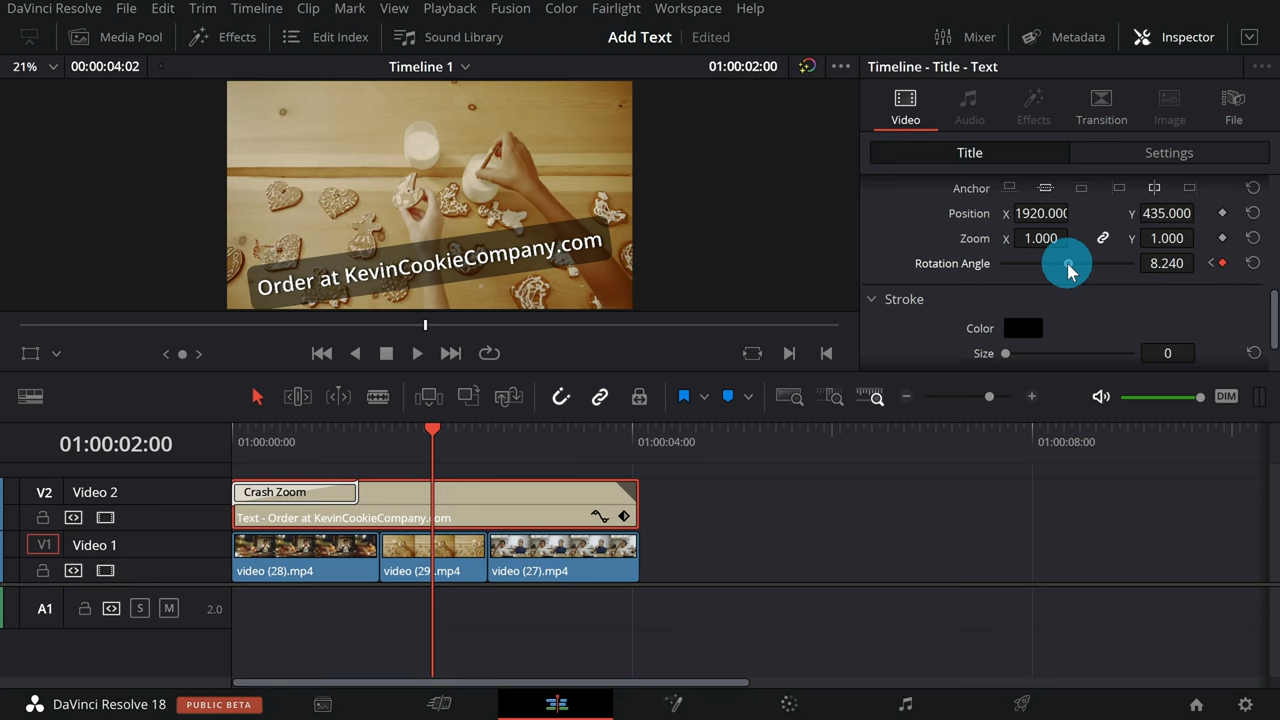 DaVinci Resolve File Edit Trim Timeline Clip Mark View Playback Fusion Color Fairlight Workspace Help
Media Pool Effects Edit Index Sound Library Add Text Edited Mixer Metadata Inspector
21% 00:00:04:02 Timeline 1 01:00:02:00 Timeline - Title - Text
Video Audio Effects Transition Image File
Title Settings
Anchor
Position X 1920.000 Y 435.000
Zoom X 1.000 Y 1.000
Rotation Angle 8.240
Order at KevinCookieCompany.com
Stroke
Color
Size 0
DIM
01:00:02:00 01:00:00:00 01:00:04:00 01:00:08:00
V2 Video 2 Crash Zoom
Text - Order at KevinCookieCompany.com
V1 Video 1
video (28).mp4 video (29).mp4 video (27).mp4
A1 S M 2.0
DaVinci Resolve 18 PUBLIC BETA